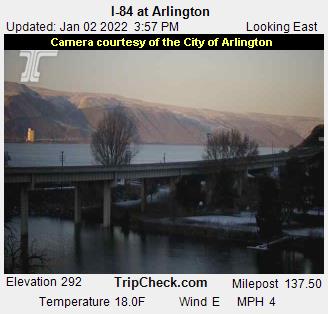 I-84 at Arlington
Updated: Jan 02 2022 3:57 PM Looking East
Camera courtesy of the City of Arlington
Elevation 292 TripCheck.com Milepost 137.50
Temperature 18.0F Wind E MPH 4